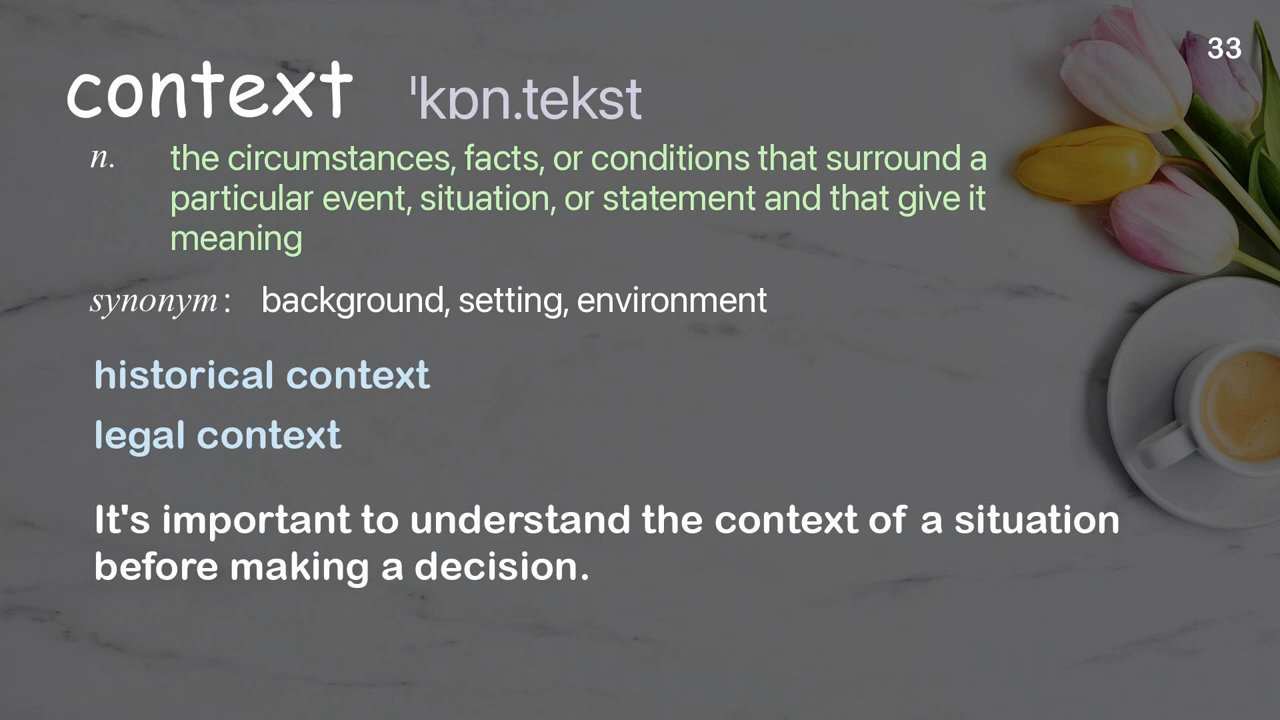 33
context ˈkɒn.tekst
n. the circumstances, facts, or conditions that surround a
particular event, situation, or statement and that give it
meaning
synonym: background, setting, environment
historical context
legal context
It's important to understand the context of a situation
before making a decision.